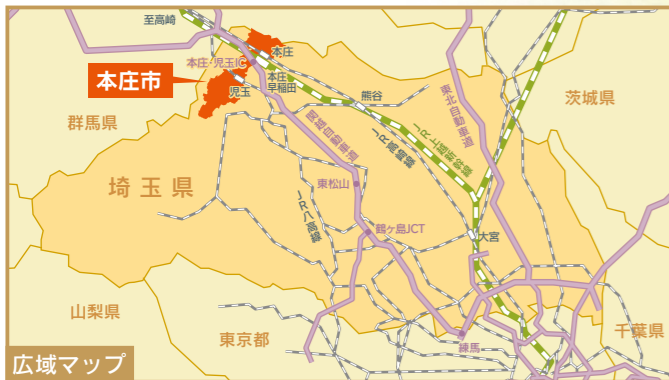 至高崎
本庄
本庄・児玉IC
本庄
早稲田
本庄市
児玉
熊谷
茨城県
群馬県
関越自動車道
JR高崎線
JR上越新幹線
東北自動車道
埼玉県
東松山
JR八高線
鶴ヶ島JCT
大宮
山梨県
東京都
練馬
千葉県
広域マップ